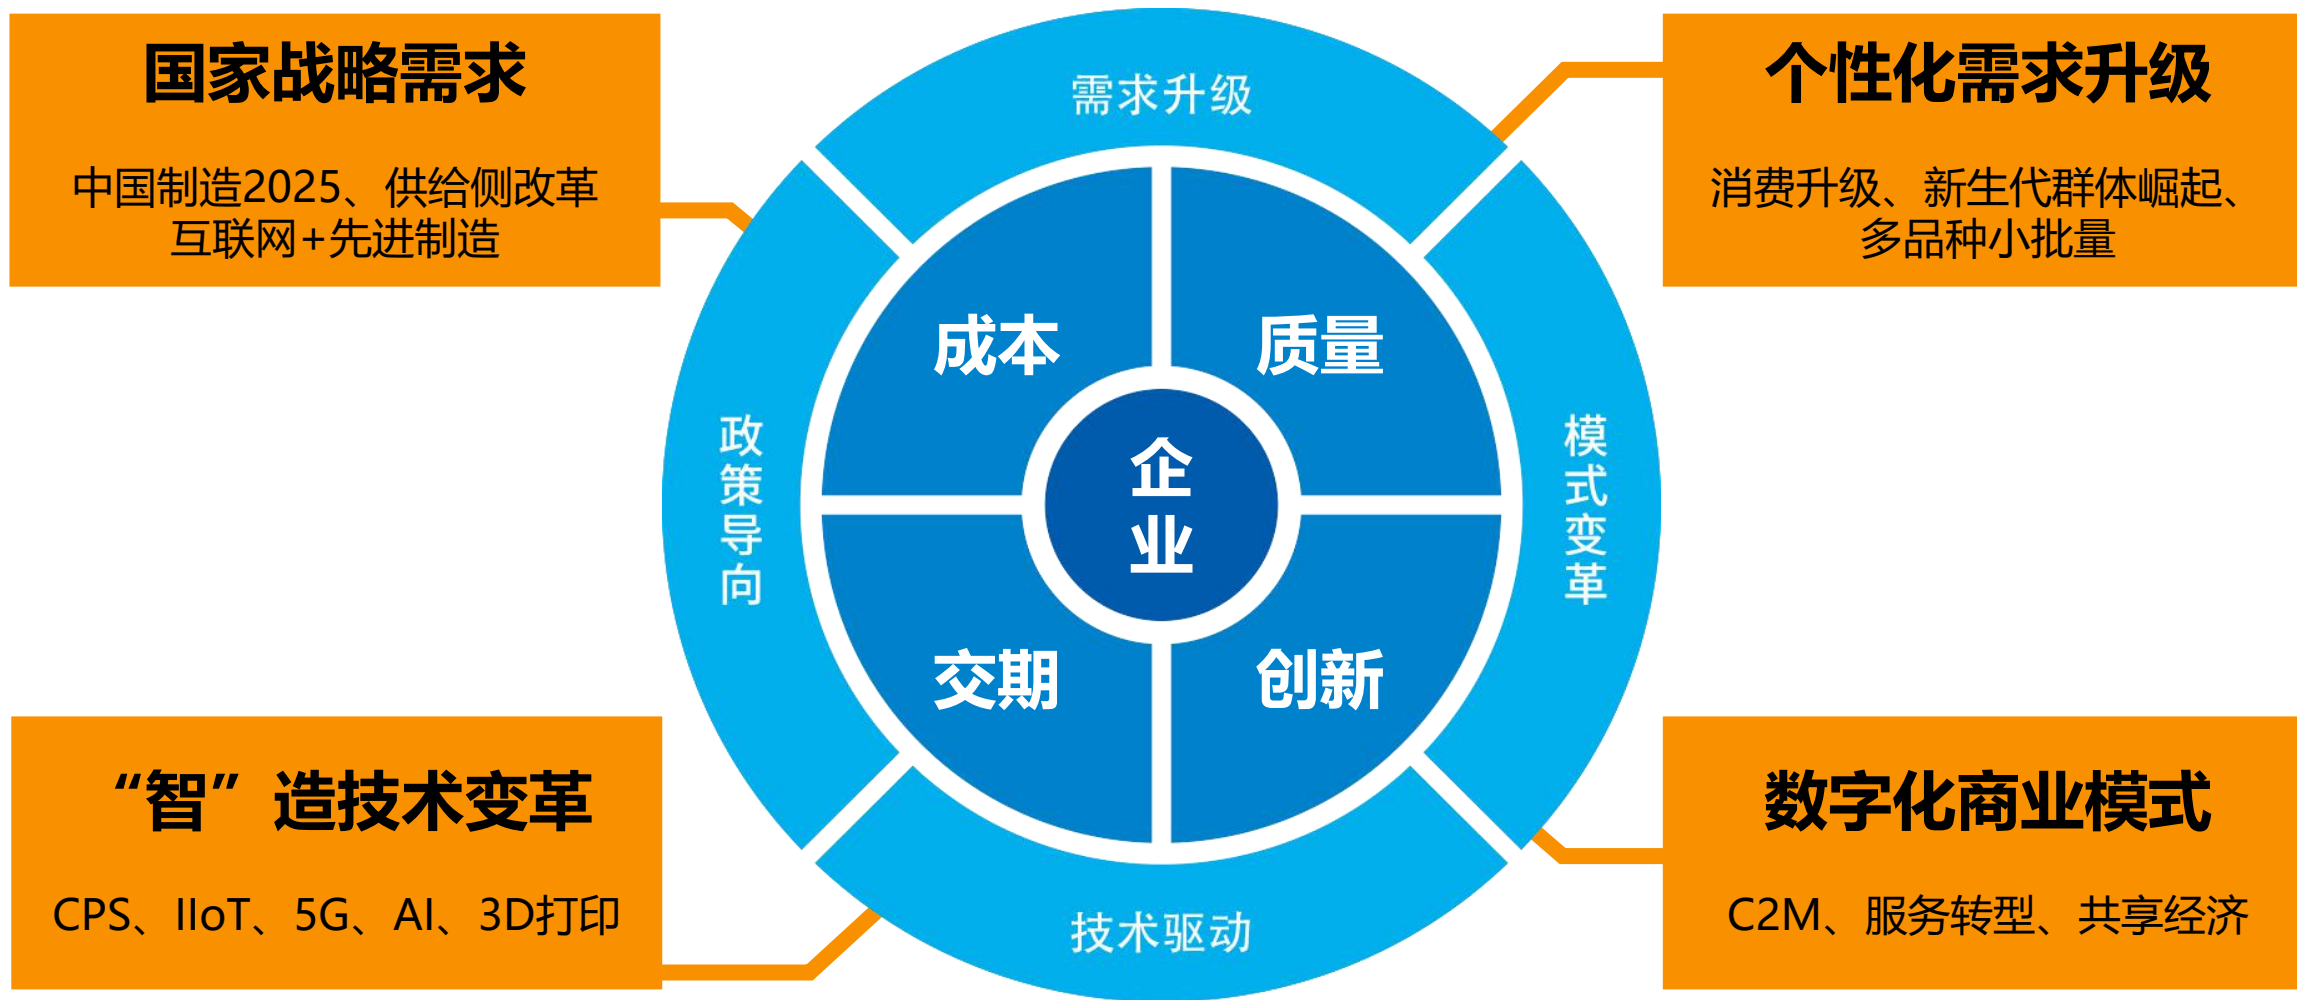 国家战略需求
中国制造2025、供给侧改革
互联网+先进制造
个性化需求升级
消费升级、新生代群体崛起、
多品种小批量
需求升级
政策导向
模式变革
技术驱动
成本
质量
企业
交期
创新
“智”造技术变革
CPS、IIoT、5G、AI、3D打印
数字化商业模式
C2M、服务转型、共享经济